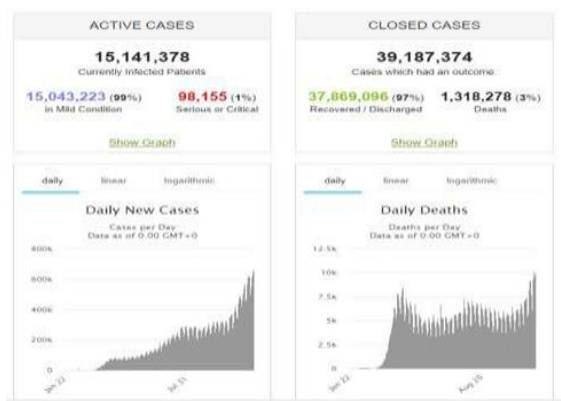 ACTIVE CASES
15,141,378
Currently Infected Patients
15,043,223 (99%)
in Mild Condition
98,155 (1%)
Serious or Critical
Show Graph
CLOSED CASES
39,187,374
Cases which had an outcome:
37,869,096 (97%)
Recovered / Discharged
1,318,278 (3%)
Deaths
Show Graph
daily linear logarithmic
Daily New Cases
Cases per Day
Data as of 0:00 GMT+0
800k
600k
400k
200k
0
Jan 22
Jul 31
daily linear logarithmic
Daily Deaths
Deaths per Day
Data as of 0:00 GMT+0
12.5k
10k
7.5k
5k
2.5k
0
Jan 22